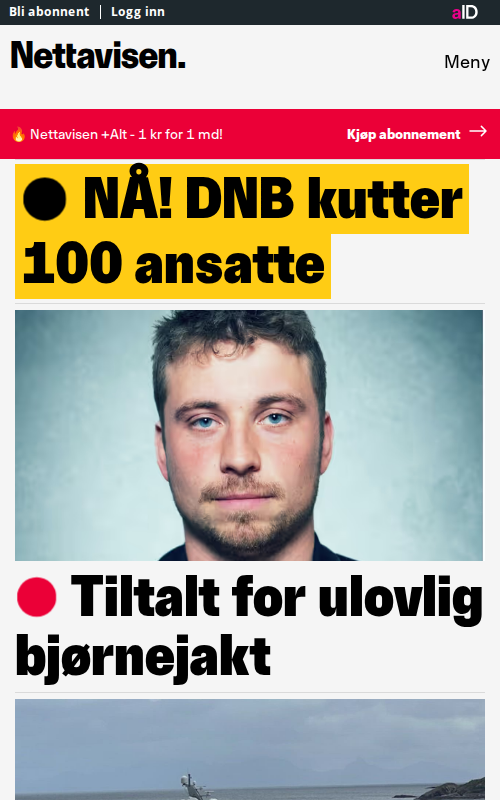 Bli abonnent | Logg inn
aID
Nettavisen.
Meny
🔥 Nettavisen +Alt - 1 kr for 1 md!
Kjøp abonnement →
NÅ! DNB kutter
100 ansatte
Tiltalt for ulovlig
bjørnejakt